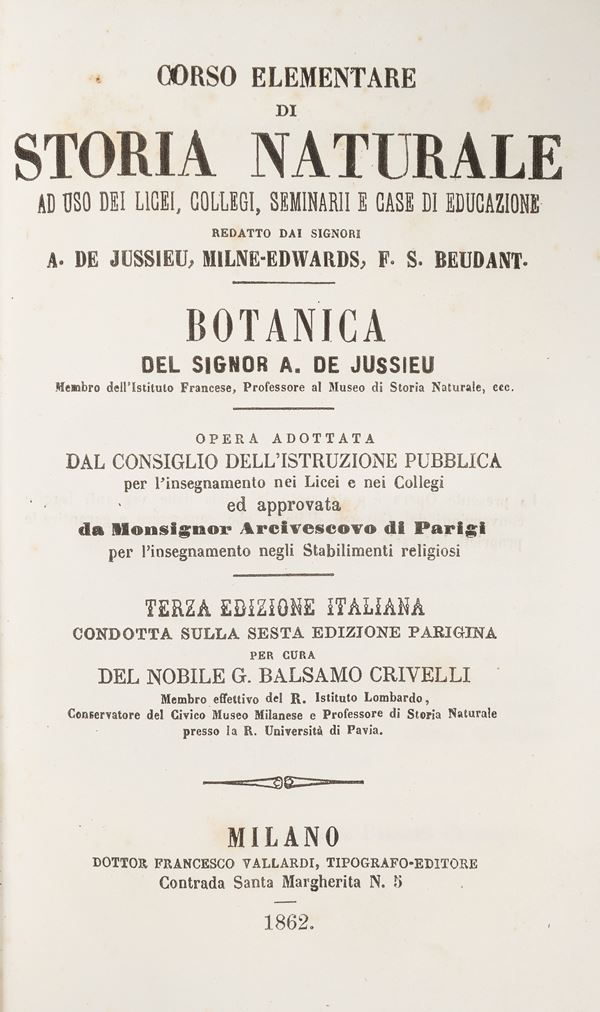 CORSO ELEMENTARE
DI
STORIA NATURALE
AD USO DEI LICEI, COLLEGI, SEMINARII E CASE DI EDUCAZIONE
REDATTO DAI SIGNORI
A. DE JUSSIEU, MILNE-EDWARDS, F. S. BEUDANT.
BOTANICA
DEL SIGNOR A. DE JUSSIEU
Membro dell'Istituto Francese, Professore al Museo di Storia Naturale, ecc.
OPERA ADOTTATA
DAL CONSIGLIO DELL'ISTRUZIONE PUBBLICA
per l'insegnamento nei Licei e nei Collegi
ed approvata
da Monsignor Arcivescovo di Parigi
per l'insegnamento negli Stabilimenti religiosi
TERZA EDIZIONE ITALIANA
CONDOTTA SULLA SESTA EDIZIONE PARIGINA
PER CURA
DEL NOBILE G. BALSAMO CRIVELLI
Membro effettivo del R. Istituto Lombardo,
Conservatore del Civico Museo Milanese e Professore di Storia Naturale
presso la R. Università di Pavia.
MILANO
DOTTOR FRANCESCO VALLARDI, TIPOGRAFO-EDITORE
Contrada Santa Margherita N. 5
1862.